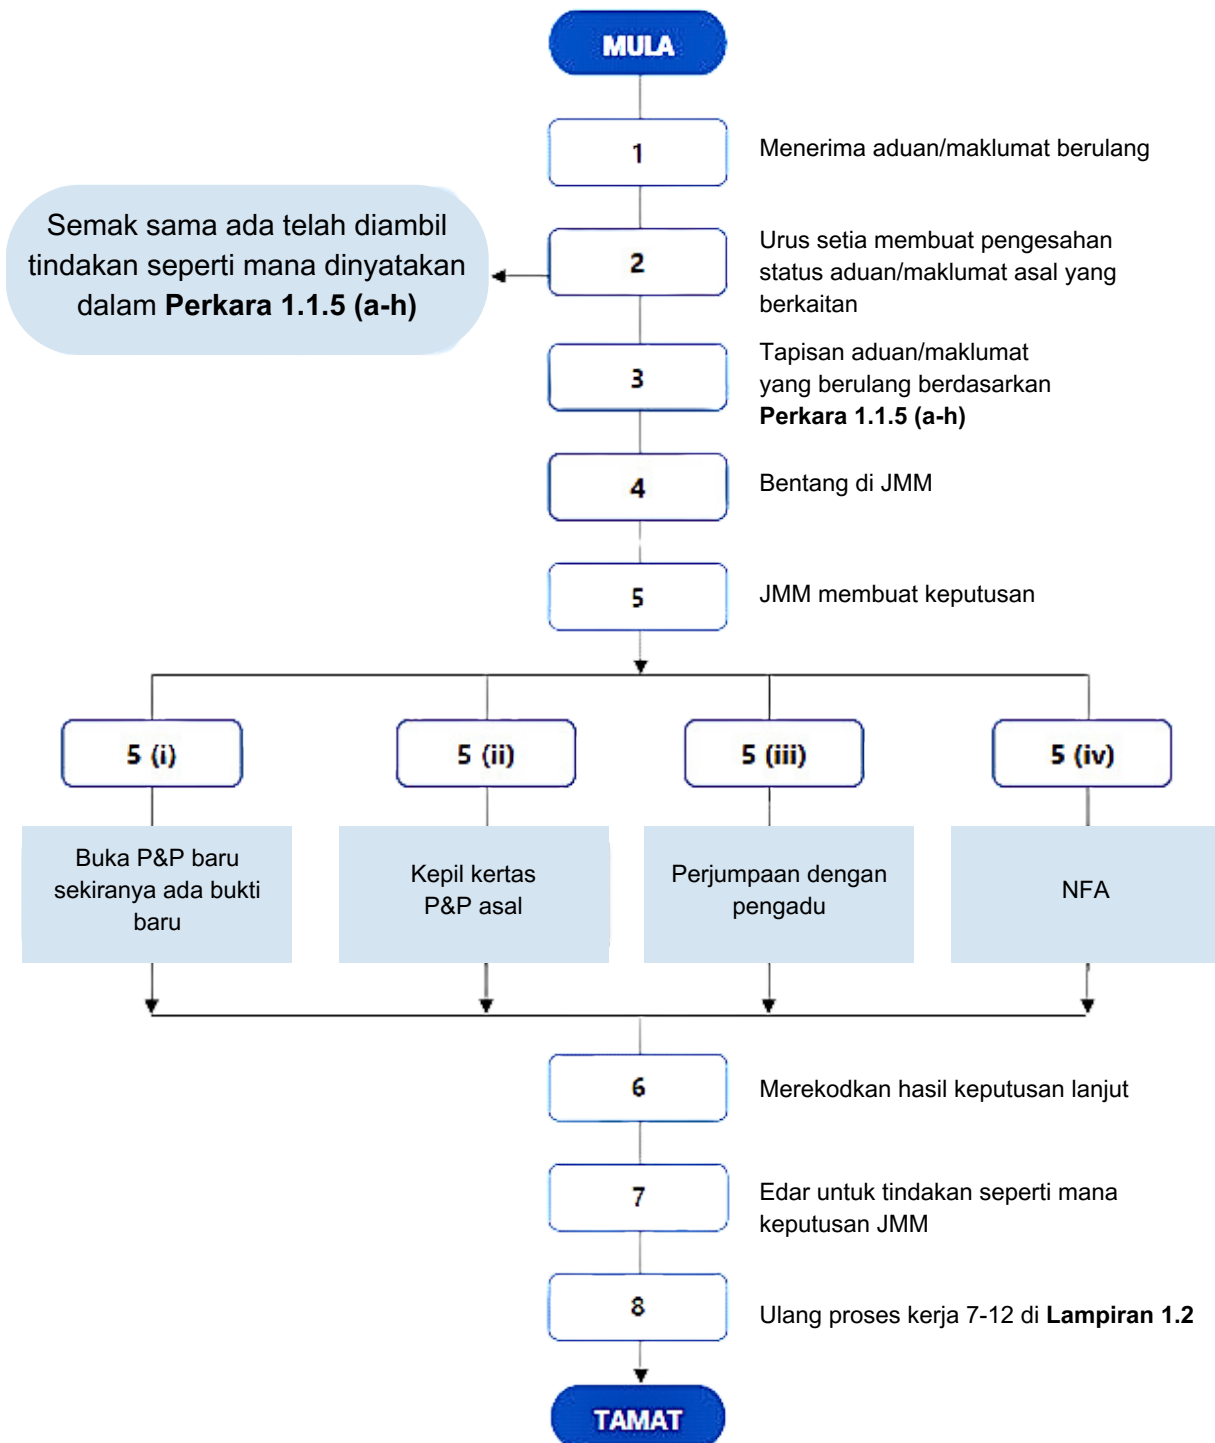 MULA
1
Menerima aduan/maklumat berulang
Semak sama ada telah diambil
tindakan seperti mana dinyatakan
dalam Perkara 1.1.5 (a-h)
2
Urus setia membuat pengesahan
status aduan/maklumat asal yang
berkaitan
3
Tapisan aduan/maklumat
yang berulang berdasarkan
Perkara 1.1.5 (a-h)
4
Bentang di JMM
5
JMM membuat keputusan
5 (i)
5 (ii)
5 (iii)
5 (iv)
Buka P&P baru
sekiranya ada bukti
baru
Kepil kertas
P&P asal
Perjumpaan dengan
pengadu
NFA
6
Merekodkan hasil keputusan lanjut
7
Edar untuk tindakan seperti mana
keputusan JMM
8
Ulang proses kerja 7-12 di Lampiran 1.2
TAMAT